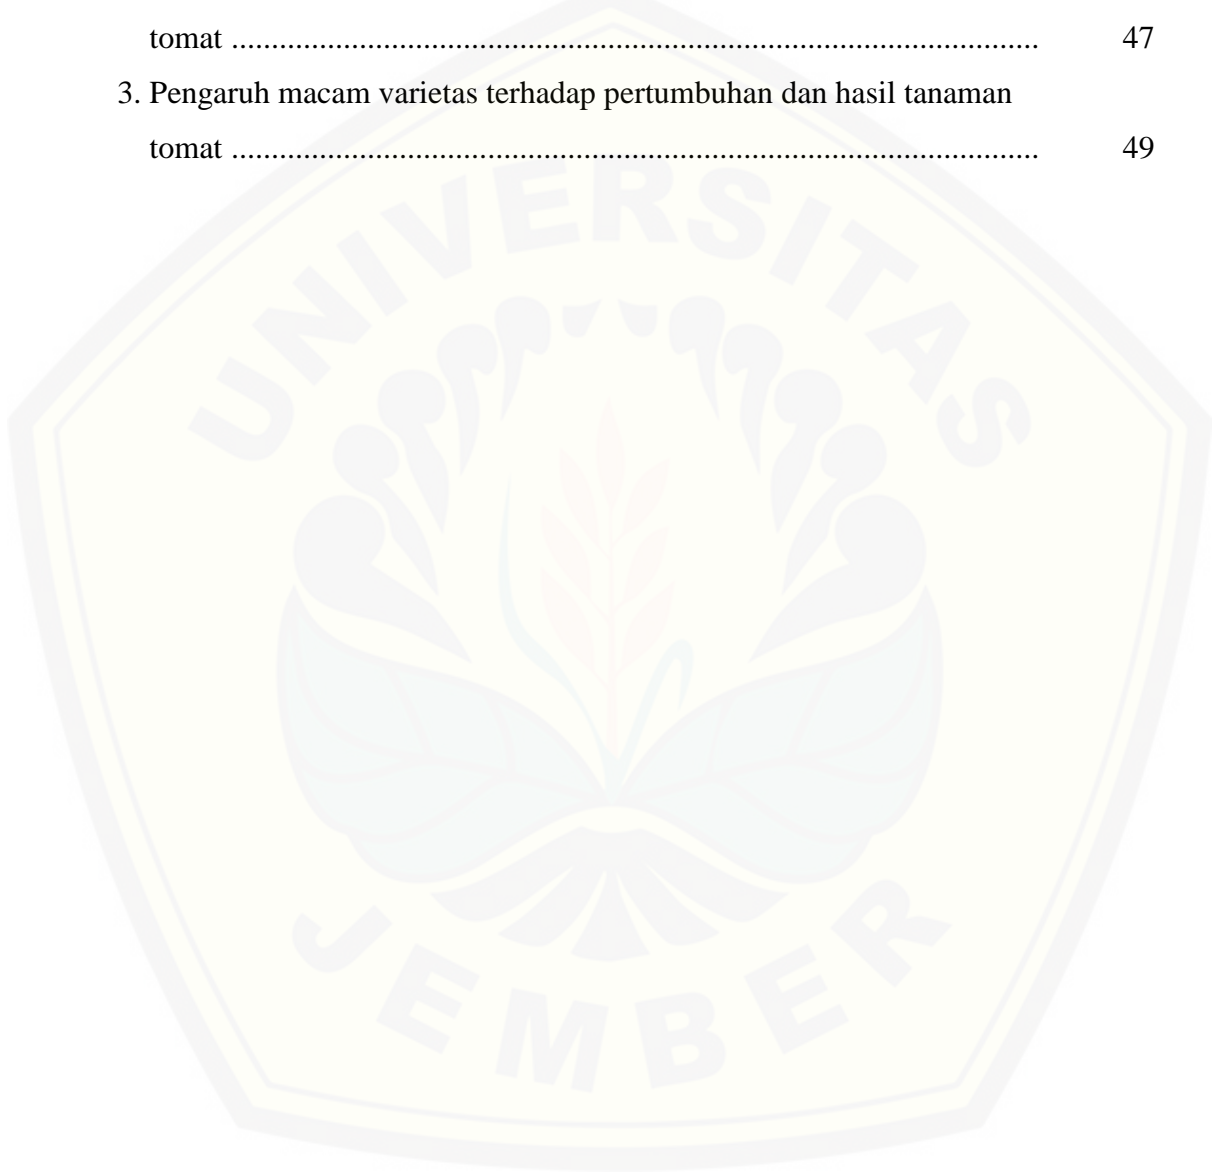 tomat .................................................................................................... 47
3. Pengaruh macam varietas terhadap pertumbuhan dan hasil tanaman
tomat .................................................................................................... 49
UNIVERSITAS
JEMBER